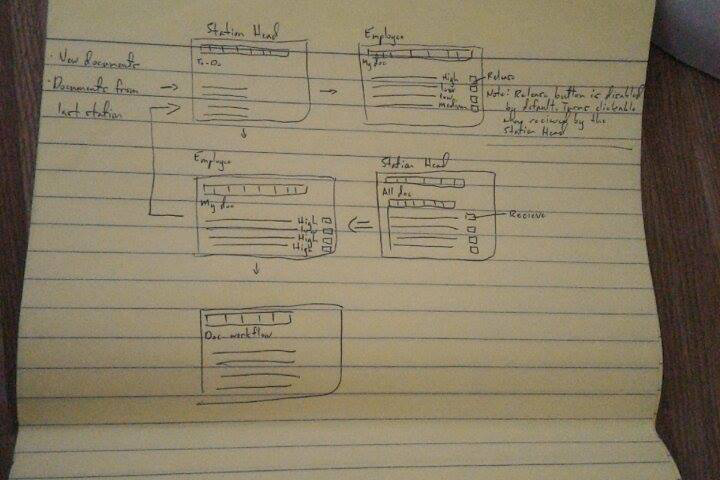 Station Head
Employee
· New documents
· Documents from
last station
To-Do
My doc
High
Low
low
medium
Release
Note: Release button is disabled
by default. Turns clickable
when recieved by the
Station Head
Employee
Station Head
My doc
High
low
High
High
All doc
Recieve
Doc-workflow